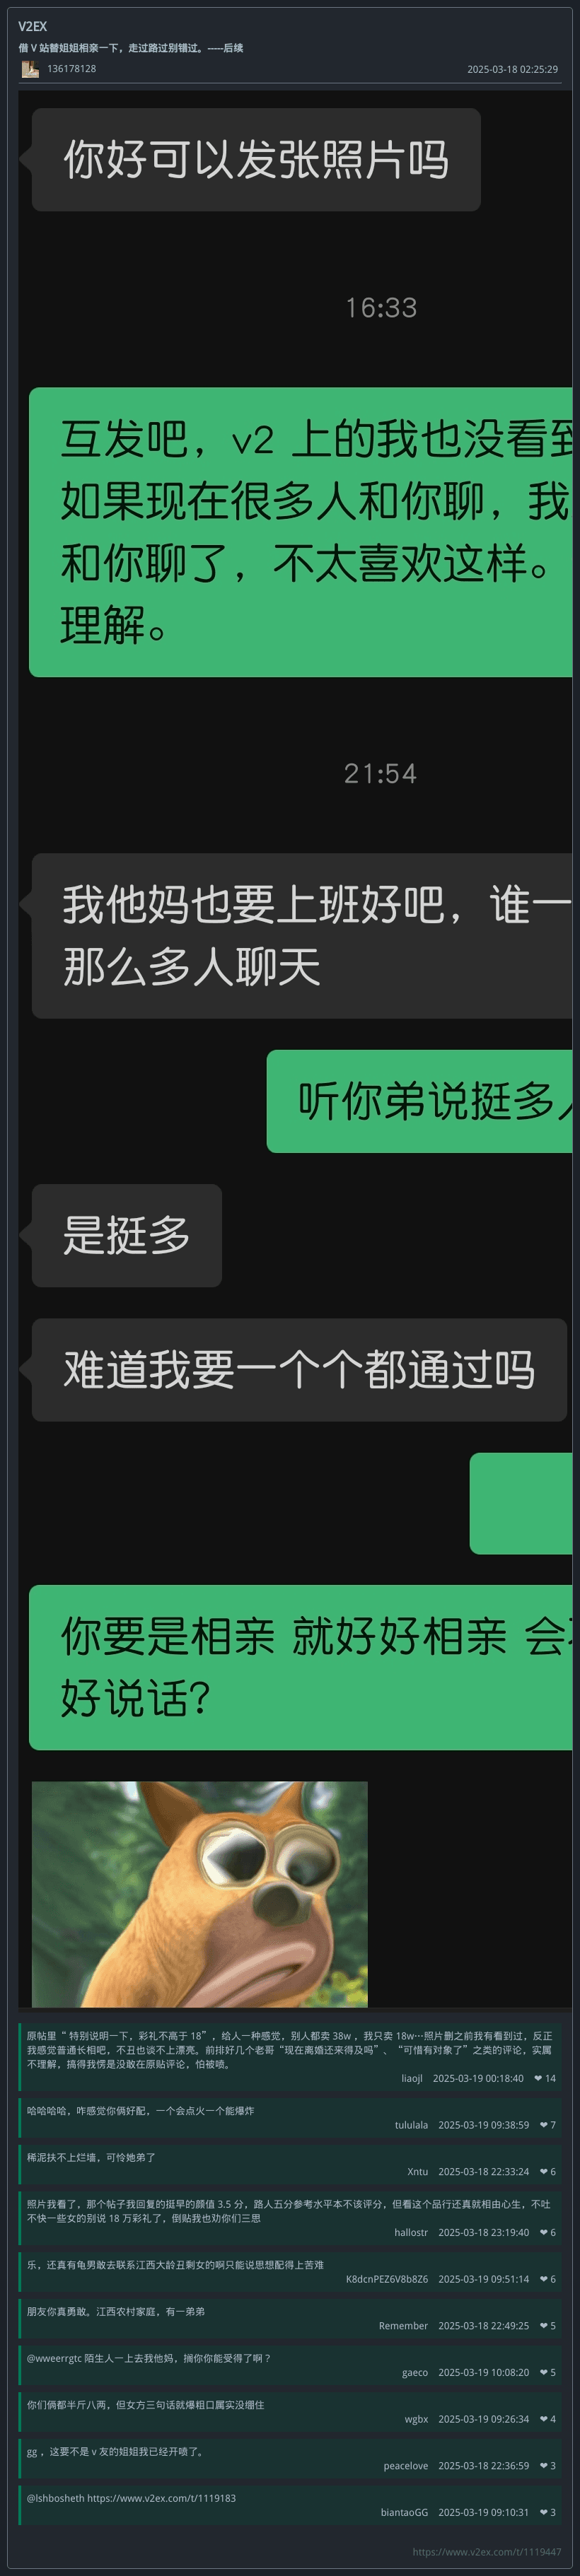 V2EX
借 V 站替姐姐相亲一下，走过路过别错过。-----后续
136178128
2025-03-18 02:25:29
你好可以发张照片吗
16:33
互发吧，v2 上的我也没看到
如果现在很多人和你聊，我
和你聊了，不太喜欢这样。
理解。
21:54
我他妈也要上班好吧，谁一
那么多人聊天
听你弟说挺多
是挺多
难道我要一个个都通过吗
你要是相亲 就好好相亲 会
好说话？
原帖里“ 特别说明一下，彩礼不高于 18”，给人一种感觉，别人都卖 38w ，我只卖 18w…照片删之前我有看到过，反正
我感觉普通长相吧，不丑也谈不上漂亮。前排好几个老哥“现在离婚还来得及吗”、“可惜有对象了”之类的评论，实属
不理解，搞得我愣是没敢在原贴评论，怕被喷。
liaojl 2025-03-19 00:18:40 ❤ 14
哈哈哈哈，咋感觉你俩好配，一个会点火一个能爆炸
tululala 2025-03-19 09:38:59 ❤ 7
稀泥扶不上烂墙，可怜她弟了
Xntu 2025-03-18 22:33:24 ❤ 6
照片我看了，那个帖子我回复的挺早的颜值 3.5 分，路人五分参考水平本不该评分，但看这个品行还真就相由心生，不吐
不快一些女的别说 18 万彩礼了，倒贴我也劝你们三思
hallostr 2025-03-18 23:19:40 ❤ 6
乐，还真有龟男敢去联系江西大龄丑剩女的啊只能说思想配得上苦难
K8dcnPEZ6V8b8Z6 2025-03-19 09:51:14 ❤ 6
朋友你真勇敢。江西农村家庭，有一弟弟
Remember 2025-03-18 22:49:25 ❤ 5
@wweerrgtc 陌生人一上去我他妈，搁你你能受得了啊？
gaeco 2025-03-19 10:08:20 ❤ 5
你们俩都半斤八两，但女方三句话就爆粗口属实没绷住
wgbx 2025-03-19 09:26:34 ❤ 4
gg ，这要不是 v 友的姐姐我已经开喷了。
peacelove 2025-03-18 22:36:59 ❤ 3
@lshbosheth https://www.v2ex.com/t/1119183
biantaoGG 2025-03-19 09:10:31 ❤ 3
https://www.v2ex.com/t/1119447